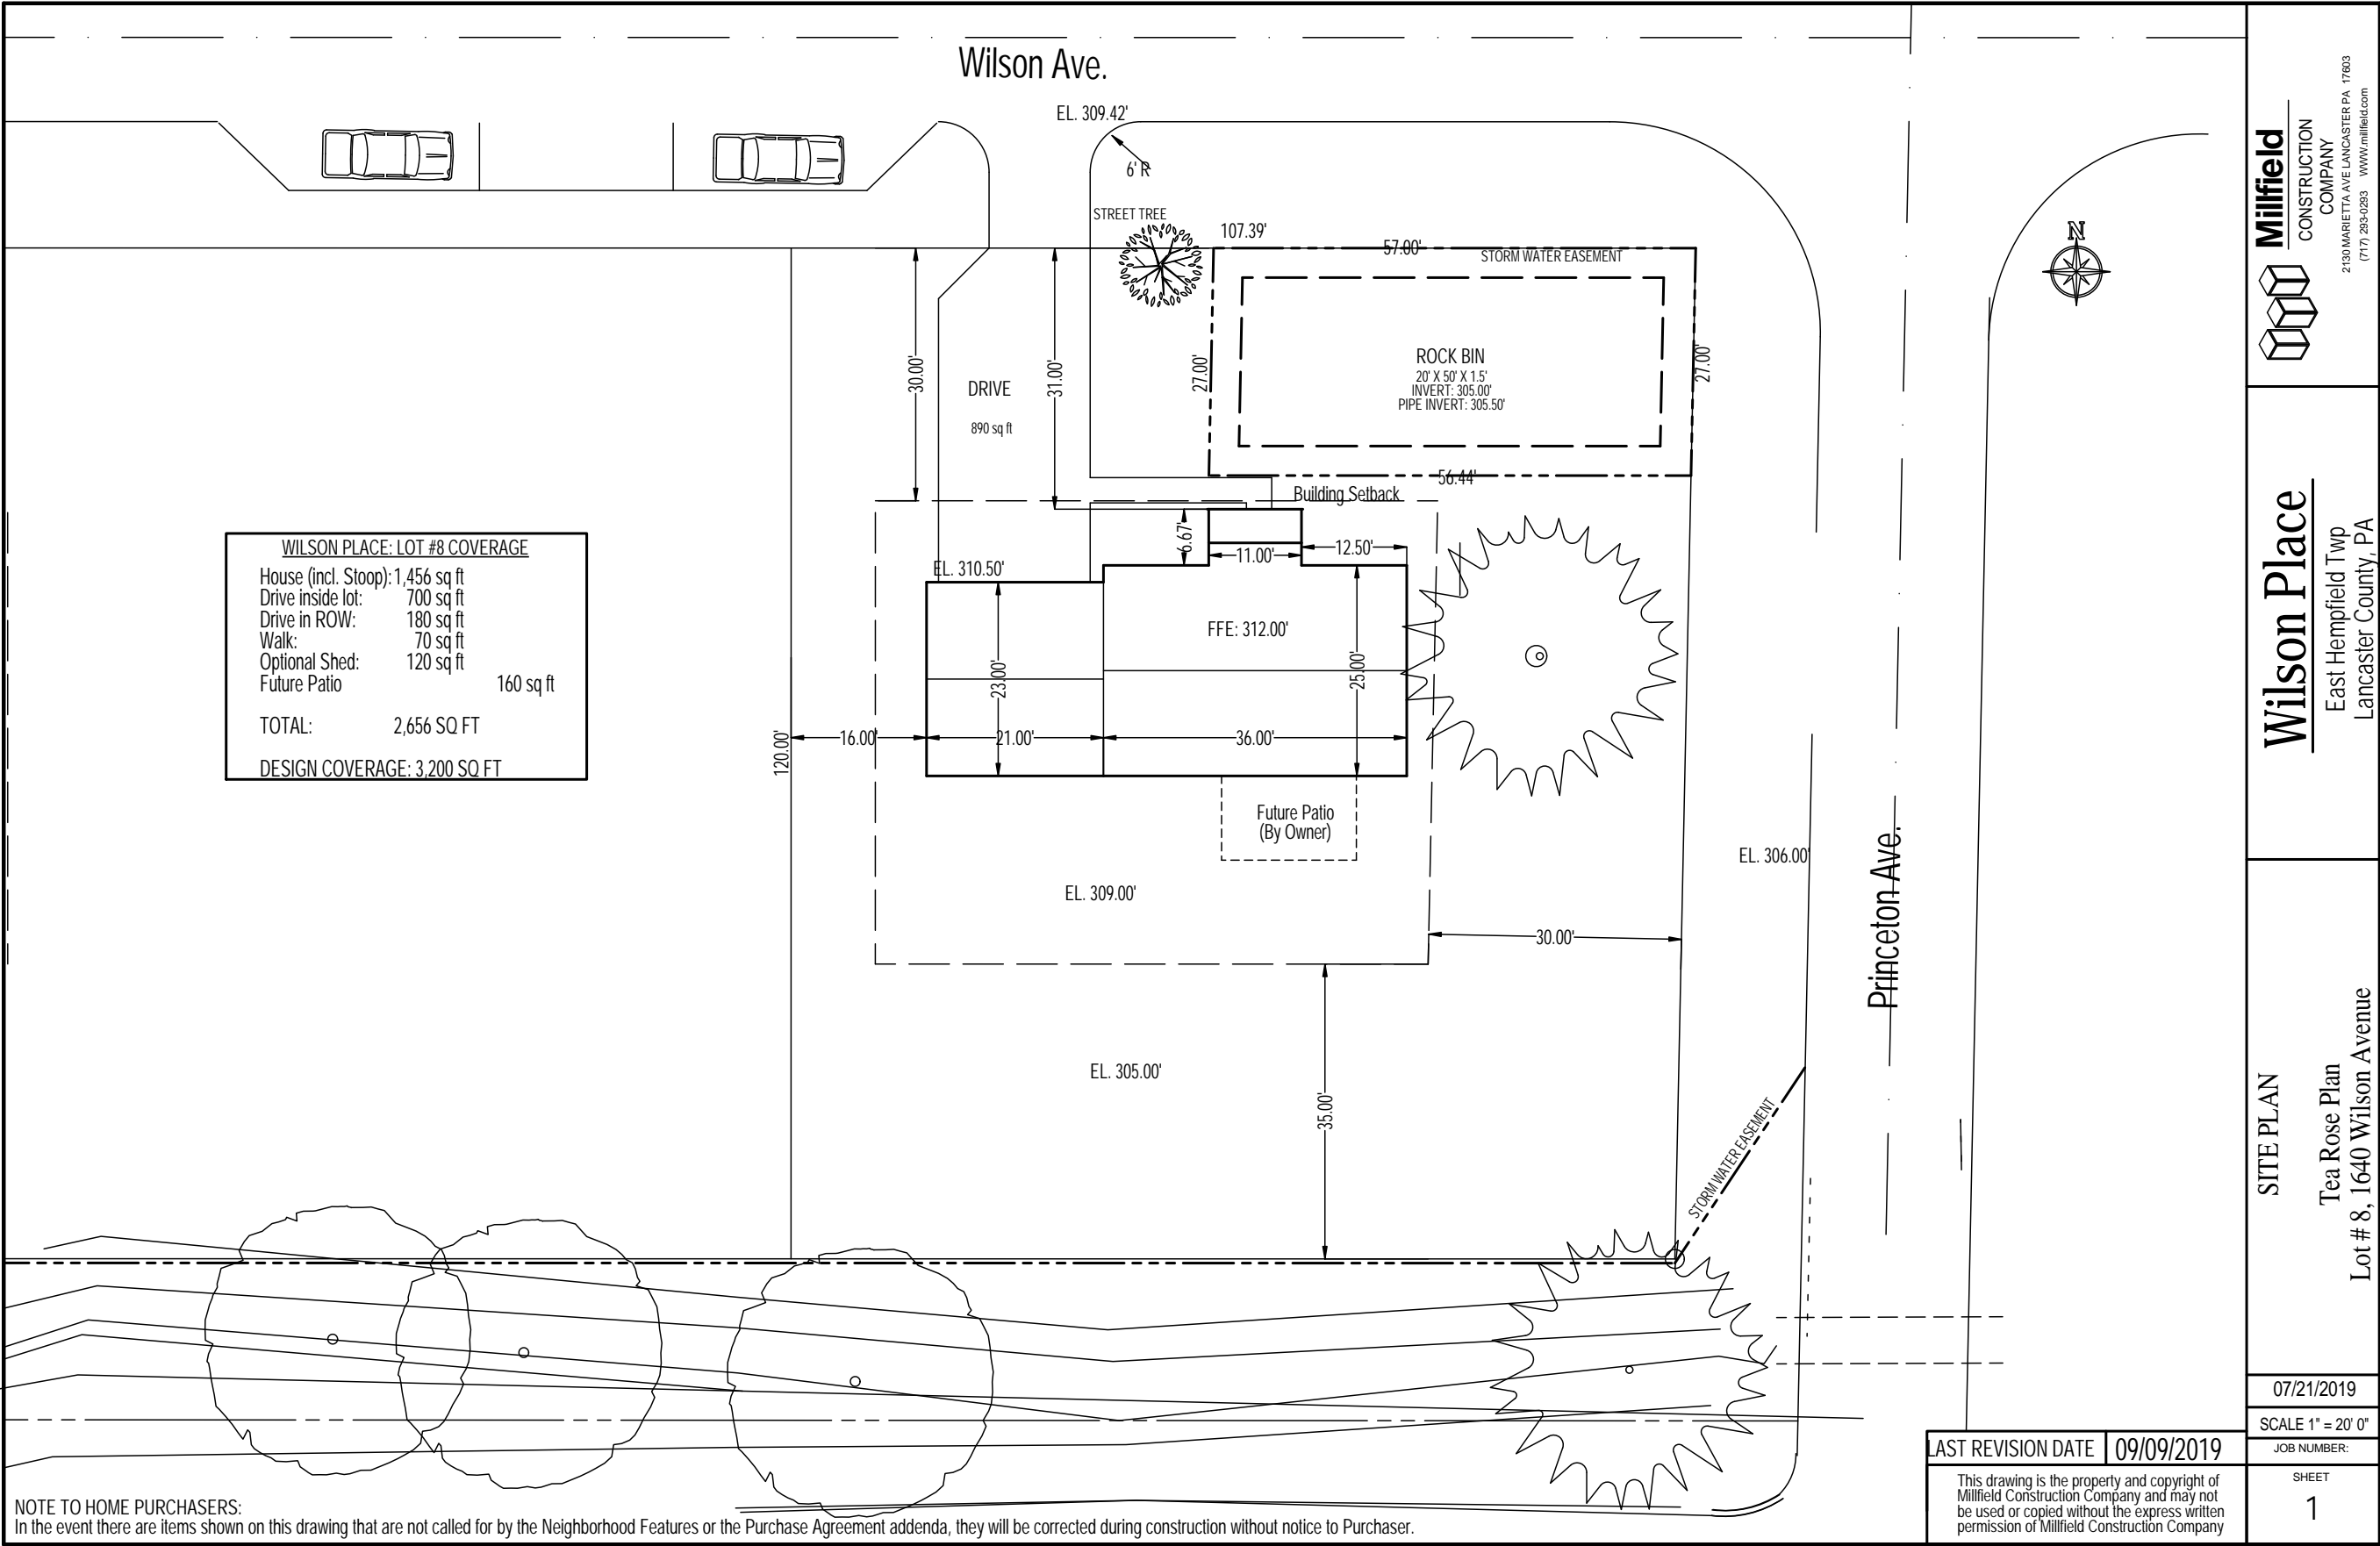 Wilson Ave.
EL. 309.42'
6' R
STREET TREE
107.39'
57.00'
STORM WATER EASEMENT
30.00'
DRIVE
890 sq ft
31.00'
27.00'
ROCK BIN
20' X 50' X 1.5'
INVERT: 305.00'
PIPE INVERT: 305.50'
27.00'
56.44'
Building Setback
6.67'
11.00'
12.50'
EL. 310.50'
FFE: 312.00'
23.00'
25.00'
120.00'
16.00'
21.00'
36.00'
Future Patio
(By Owner)
EL. 309.00'
EL. 306.00'
Princeton Ave.
30.00'
EL. 305.00'
35.00'
STORM WATER EASEMENT
N
WILSON PLACE: LOT #8 COVERAGE
House (incl. Stoop): 1,456 sq ft
Drive inside lot: 700 sq ft
Drive in ROW: 180 sq ft
Walk: 70 sq ft
Optional Shed: 120 sq ft
Future Patio 160 sq ft
TOTAL: 2,656 SQ FT
DESIGN COVERAGE: 3,200 SQ FT
NOTE TO HOME PURCHASERS:
In the event there are items shown on this drawing that are not called for by the Neighborhood Features or the Purchase Agreement addenda, they will be corrected during construction without notice to Purchaser.
Millfield
CONSTRUCTION
COMPANY
2130 MARIETTA AVE LANCASTER PA 17603
(717) 293-0293 WWW.millfield.com
Wilson Place
East Hempfield Twp
Lancaster County, PA
SITE PLAN
Tea Rose Plan
Lot # 8, 1640 Wilson Avenue
07/21/2019
SCALE 1" = 20' 0"
JOB NUMBER:
SHEET
1
LAST REVISION DATE 09/09/2019
This drawing is the property and copyright of
Millfield Construction Company and may not
be used or copied without the express written
permission of Millfield Construction Company